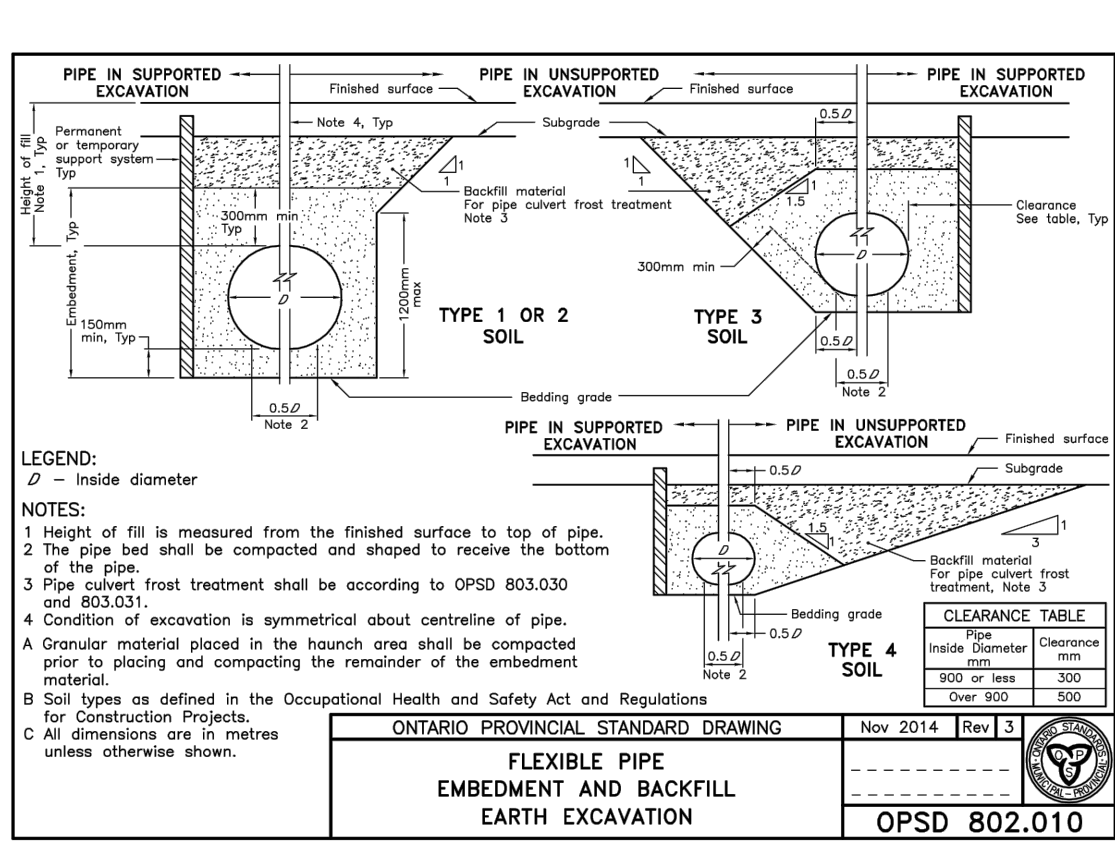 PIPE IN SUPPORTED
EXCAVATION
PIPE IN UNSUPPORTED
EXCAVATION
PIPE IN SUPPORTED
EXCAVATION
Finished surface
Finished surface
Note 4, Typ
Subgrade
0.5D
Height of fill
Note 1, Typ
Permanent
or temporary
support system
Typ
1
1
1
1
1
1.5
Backfill material
For pipe culvert frost treatment
Note 3
Clearance
See table, Typ
300mm min
Typ
Embedment, Typ
300mm min
1200mm
max
D
D
150mm
min, Typ
TYPE 1 OR 2
SOIL
TYPE 3
SOIL
0.5D
0.5D
Note 2
0.5D
Note 2
Bedding grade
PIPE IN SUPPORTED
EXCAVATION
PIPE IN UNSUPPORTED
EXCAVATION
Finished surface
Subgrade
0.5D
1.5
1
1
3
D
Backfill material
For pipe culvert frost
treatment, Note 3
Bedding grade
0.5D
0.5D
Note 2
TYPE 4
SOIL
LEGEND:
D – Inside diameter
NOTES:
1 Height of fill is measured from the finished surface to top of pipe.
2 The pipe bed shall be compacted and shaped to receive the bottom
of the pipe.
3 Pipe culvert frost treatment shall be according to OPSD 803.030
and 803.031.
4 Condition of excavation is symmetrical about centreline of pipe.
A Granular material placed in the haunch area shall be compacted
prior to placing and compacting the remainder of the embedment
material.
B Soil types as defined in the Occupational Health and Safety Act and Regulations
for Construction Projects.
C All dimensions are in metres
unless otherwise shown.
CLEARANCE TABLE
Pipe
Inside Diameter
mm
Clearance
mm
900 or less 300
Over 900 500
ONTARIO PROVINCIAL STANDARD DRAWING
Nov 2014 Rev 3
FLEXIBLE PIPE
EMBEDMENT AND BACKFILL
EARTH EXCAVATION
ONTARIO STANDARDS
MUNICIPAL – PROVINCIAL
O P S
OPSD 802.010